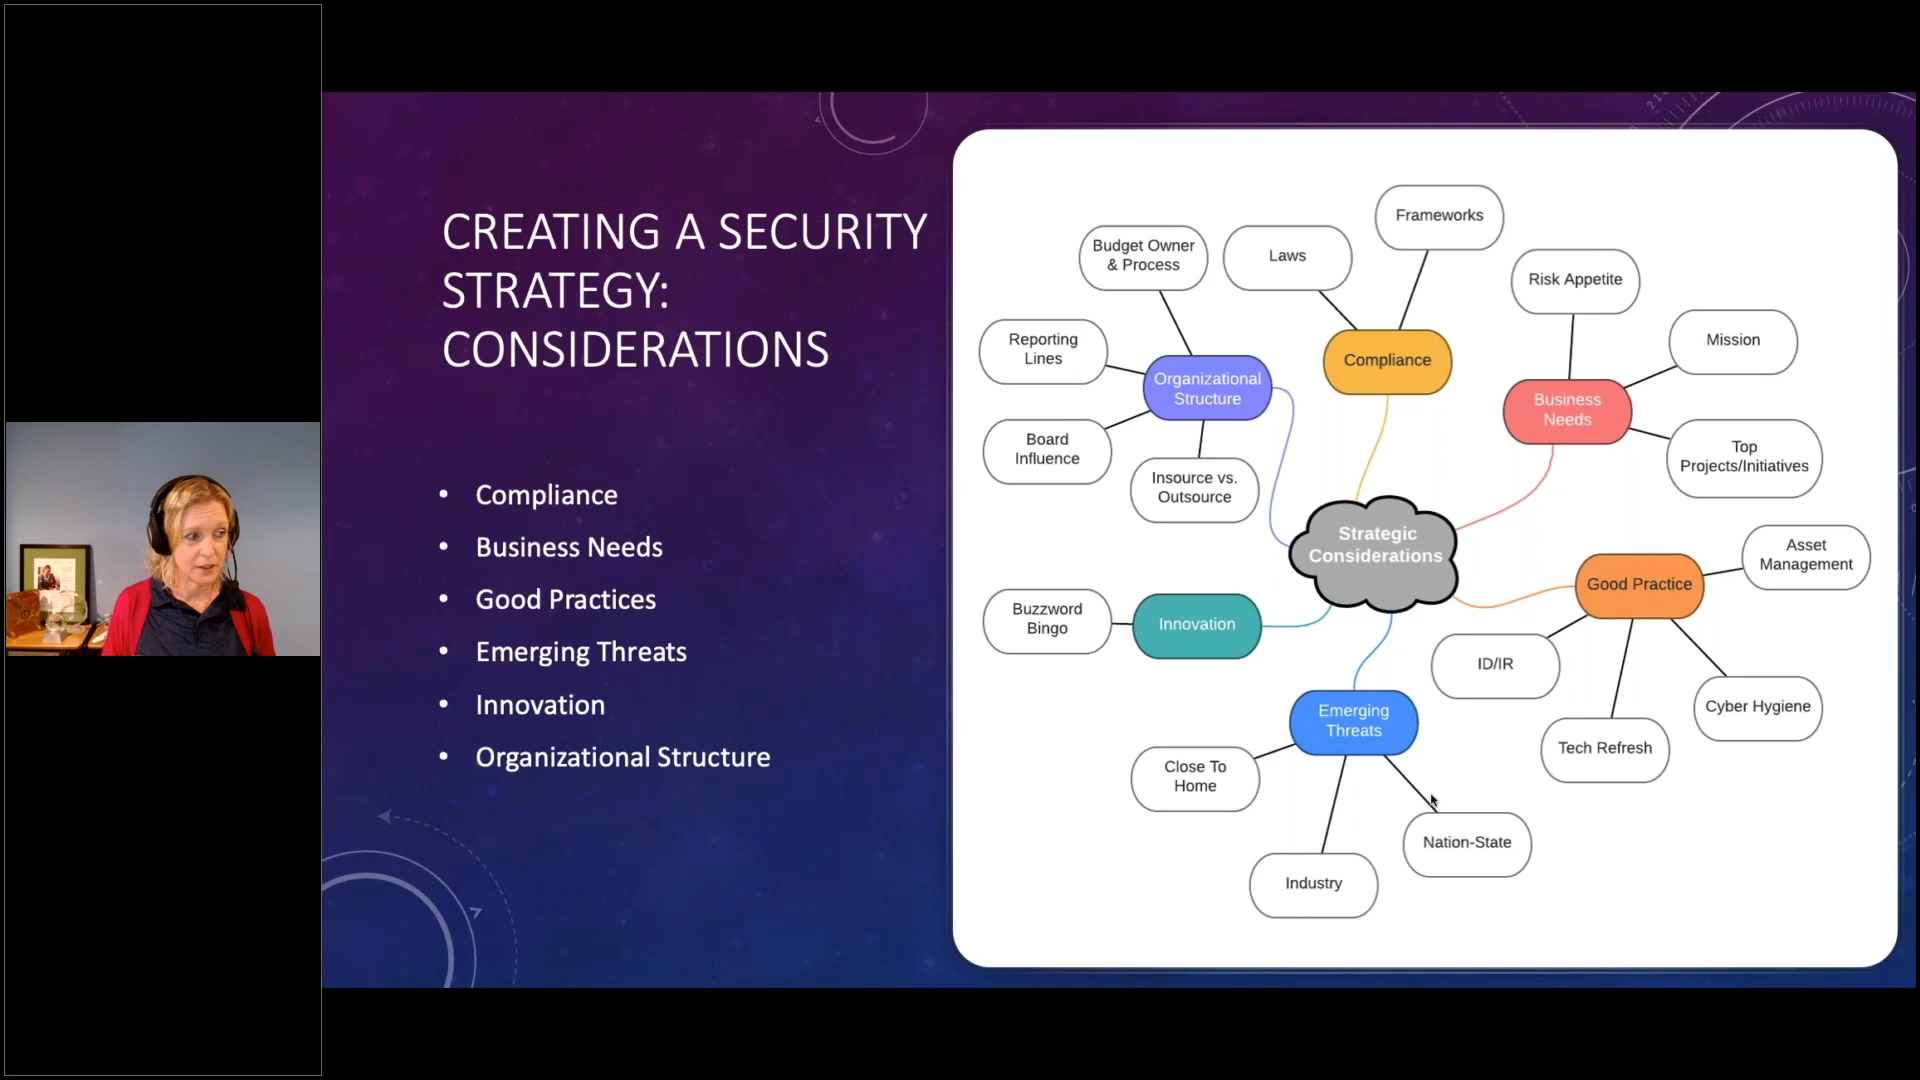 CREATING A SECURITY
STRATEGY:
CONSIDERATIONS
• Compliance
• Business Needs
• Good Practices
• Emerging Threats
• Innovation
• Organizational Structure
Frameworks
Budget Owner
& Process
Laws
Risk Appetite
Reporting
Lines
Mission
Compliance
Organizational
Structure
Business
Needs
Board
Influence
Top
Projects/Initiatives
Insource vs.
Outsource
Strategic
Considerations
Asset
Management
Good Practice
Buzzword
Bingo
Innovation
ID/IR
Cyber Hygiene
Emerging
Threats
Tech Refresh
Close To
Home
Nation-State
Industry